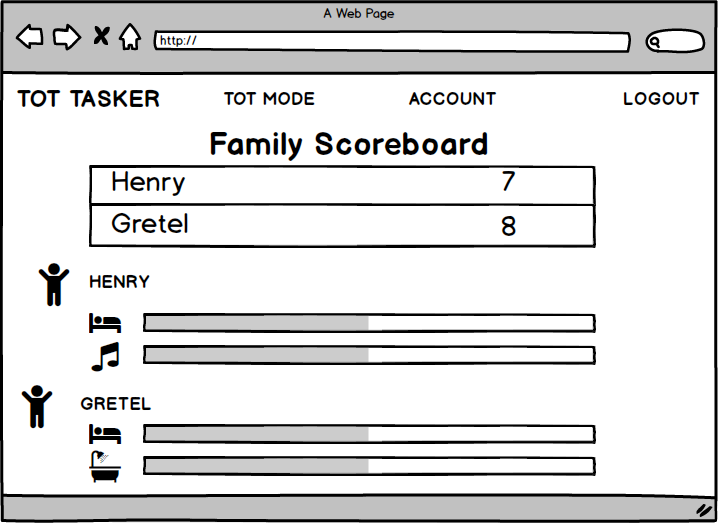 A Web Page
http://
TOT TASKER TOT MODE ACCOUNT LOGOUT
Family Scoreboard
Henry 7
Gretel 8
HENRY
GRETEL